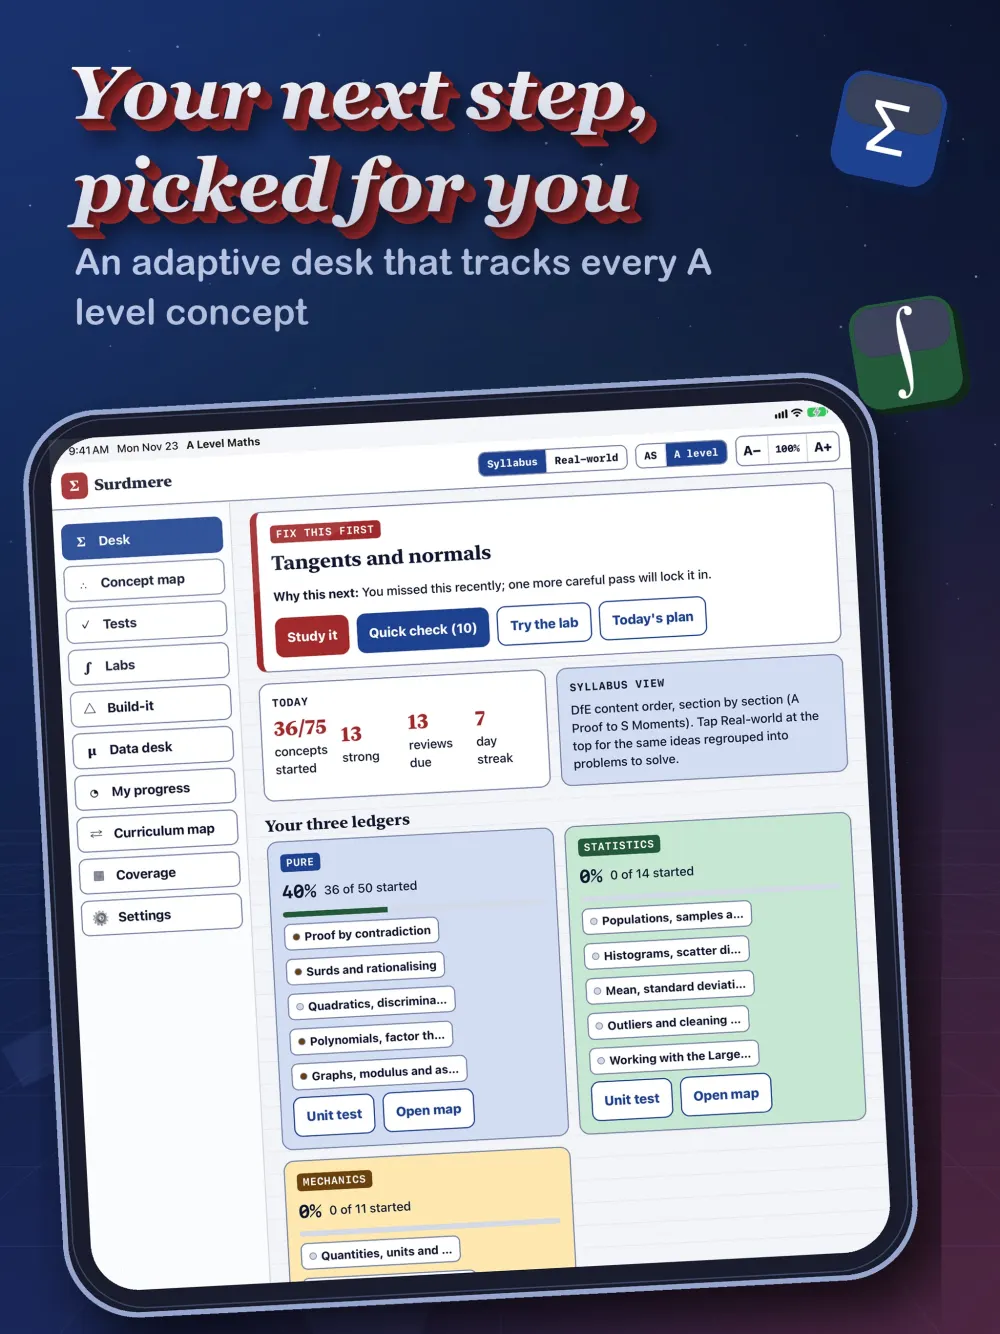 Your next step,
picked for you
An adaptive desk that tracks every A
level concept
Σ
∫
9:41 AM Mon Nov 23 A Level Maths
Σ Surdmere
Syllabus Real-world
AS A level
A− 100% A+
Σ Desk
∴ Concept map
✓ Tests
∫ Labs
△ Build-it
μ Data desk
My progress
⇄ Curriculum map
▦ Coverage
Settings
FIX THIS FIRST
Tangents and normals
Why this next: You missed this recently; one more careful pass will lock it in.
Study it Quick check (10) Try the lab Today's plan
TODAY
36/75 concepts started
13 strong
13 reviews due
7 day streak
SYLLABUS VIEW
DfE content order, section by section (A
Proof to S Moments). Tap Real-world at the
top for the same ideas regrouped into
problems to solve.
Your three ledgers
PURE
40% 36 of 50 started
Proof by contradiction
Surds and rationalising
Quadratics, discrimina...
Polynomials, factor th...
Graphs, modulus and as...
Unit test Open map
STATISTICS
0% 0 of 14 started
Populations, samples a...
Histograms, scatter di...
Mean, standard deviati...
Outliers and cleaning ...
Working with the Large...
Unit test Open map
MECHANICS
0% 0 of 11 started
Quantities, units and ...